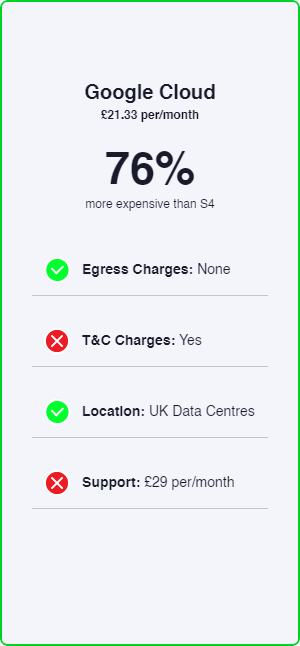 Google Cloud
£21.33 per/month
76%
more expensive than S4
Egress Charges: None
T&C Charges: Yes
Location: UK Data Centres
Support: £29 per/month